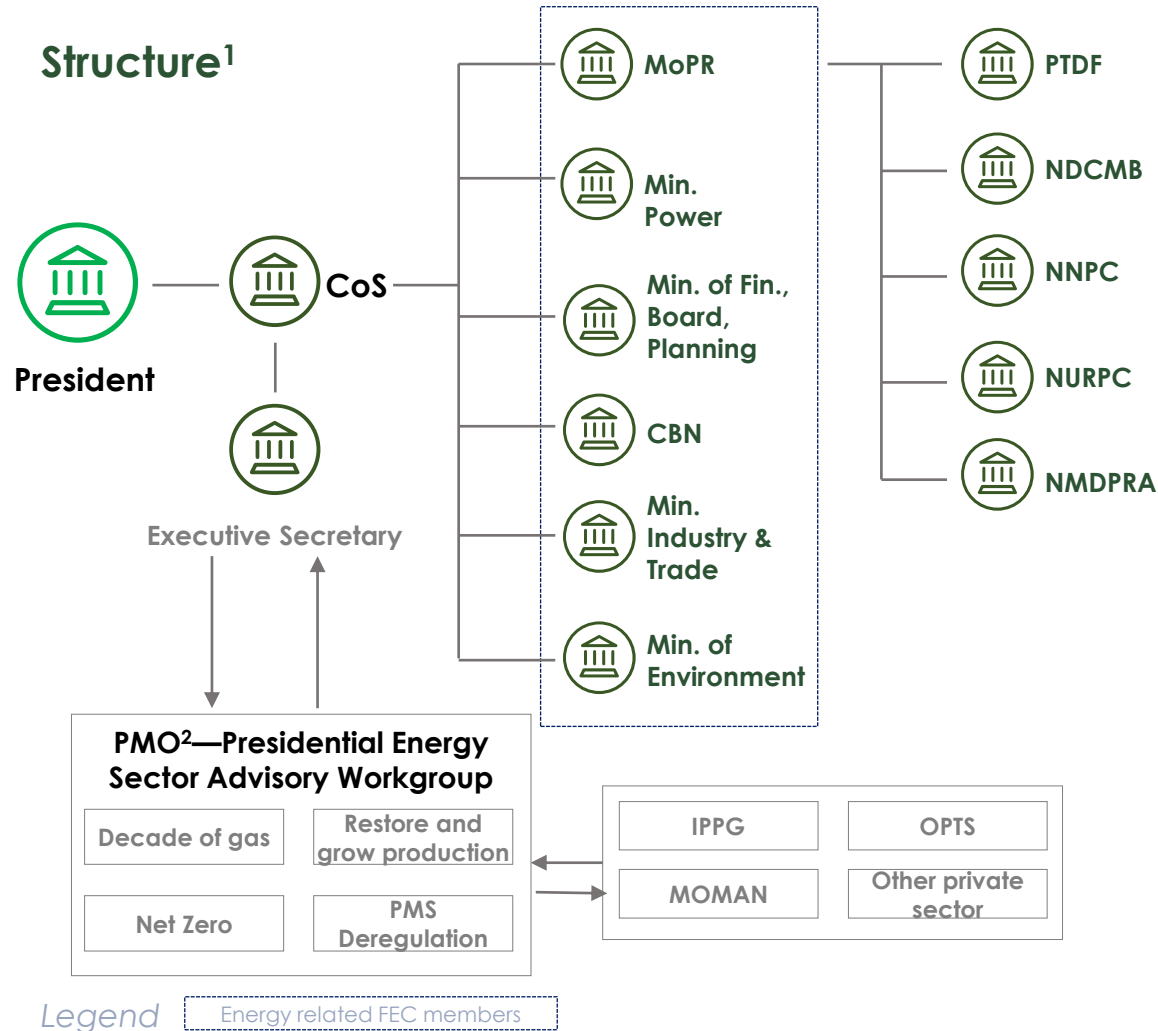 Structure¹
MoPR
PTDF
Min.
Power
NDCMB
President
CoS
Min. of Fin.,
Board,
Planning
NNPC
CBN
NURPC
Executive Secretary
Min.
Industry &
Trade
NMDPRA
Min. of
Environment
PMO²—Presidential Energy
Sector Advisory Workgroup
Decade of gas
Restore and
grow production
Net Zero
PMS
Deregulation
IPPG
OPTS
MOMAN
Other private
sector
Legend
Energy related FEC members